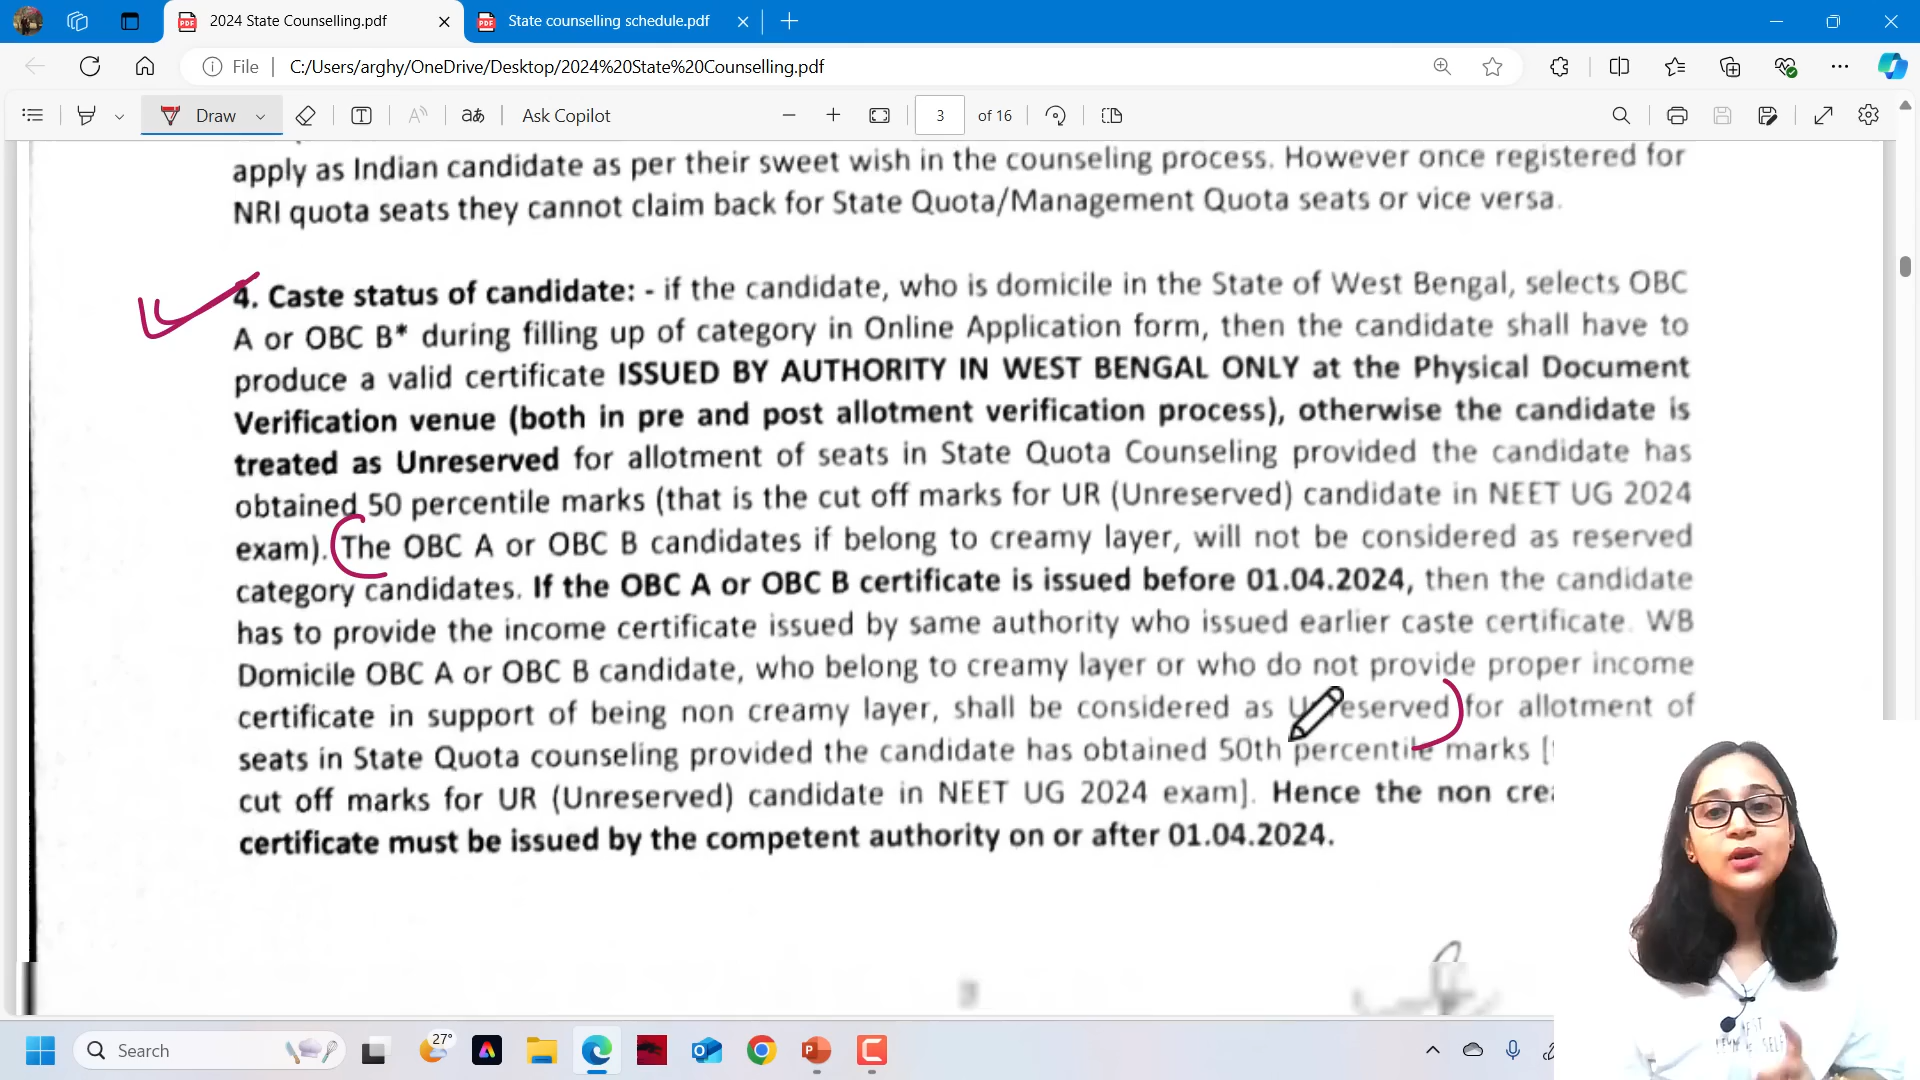 2024 State Counselling.pdf
State counselling schedule.pdf
File
C:/Users/arghy/OneDrive/Desktop/2024%20State%20Counselling.pdf
Draw
Ask Copilot
3 of 16
apply as Indian candidate as per their sweet wish in the counseling process. However once registered for
NRI quota seats they cannot claim back for State Quota/Management Quota seats or vice versa.
4. Caste status of candidate: - if the candidate, who is domicile in the State of West Bengal, selects OBC
A or OBC B* during filling up of category in Online Application form, then the candidate shall have to
produce a valid certificate ISSUED BY AUTHORITY IN WEST BENGAL ONLY at the Physical Document
Verification venue (both in pre and post allotment verification process), otherwise the candidate is
treated as Unreserved for allotment of seats in State Quota Counseling provided the candidate has
obtained 50 percentile marks (that is the cut off marks for UR (Unreserved) candidate in NEET UG 2024
exam). The OBC A or OBC B candidates if belong to creamy layer, will not be considered as reserved
category candidates. If the OBC A or OBC B certificate is issued before 01.04.2024, then the candidate
has to provide the income certificate issued by same authority who issued earlier caste certificate. WB
Domicile OBC A or OBC B candidate, who belong to creamy layer or who do not provide proper income
certificate in support of being non creamy layer, shall be considered as for allotment of
seats in State Quota counseling provided the candidate has obtained 50th percentile marks [
cut off marks for UR (Unreserved) candidate in NEET UG 2024 exam]. Hence the non crea
certificate must be issued by the competent authority on or after 01.04.2024.
Search
27°